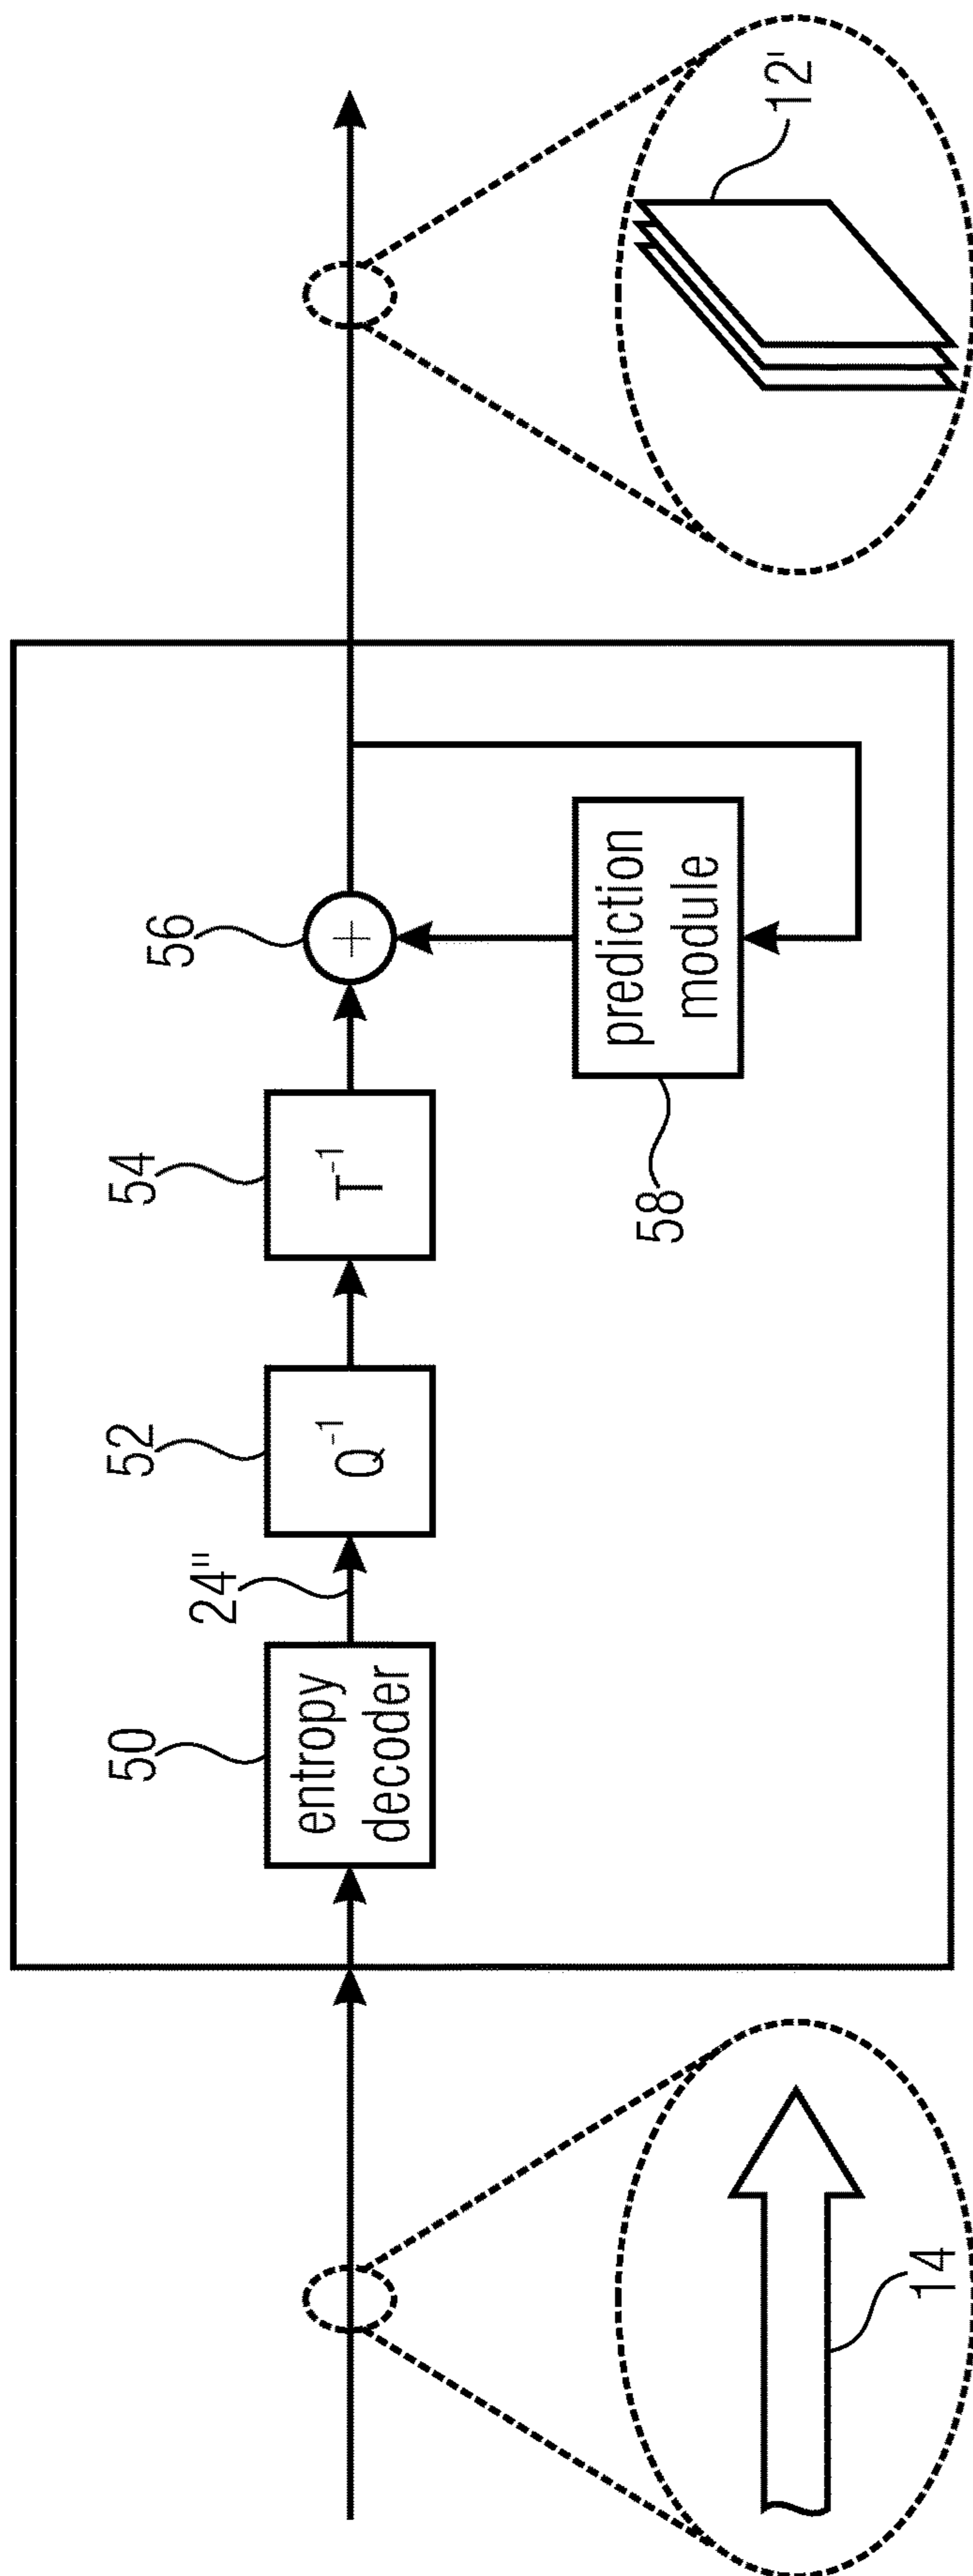 50
52
54
56
24"
entropy
decoder
Q⁻¹
T⁻¹
+
prediction
module
58
14
12'